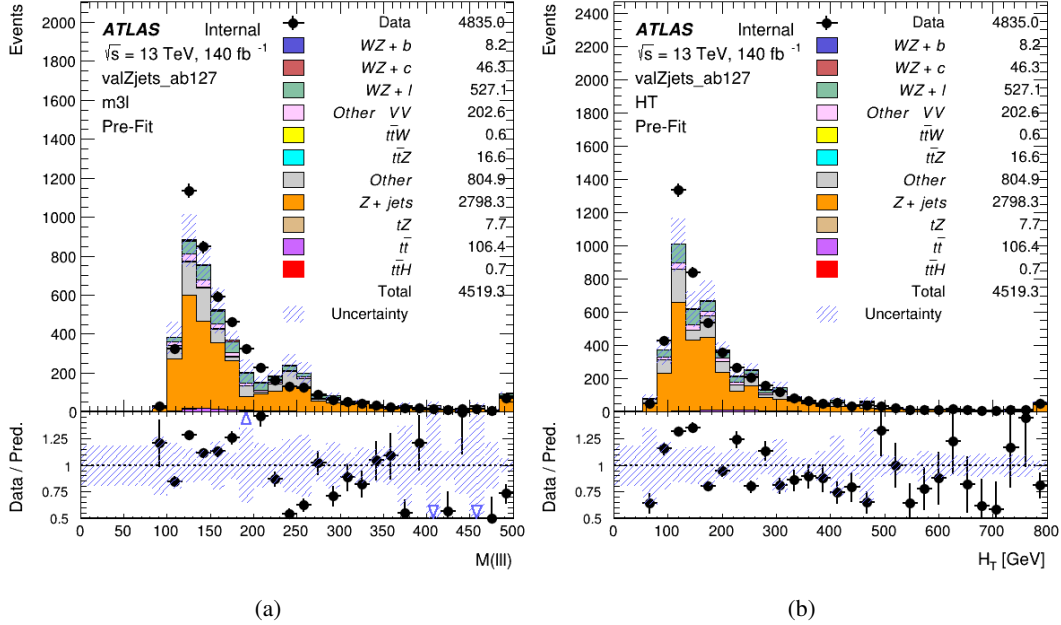 Events
2000
1800
1600
1400
1200
1000
800
600
400
200
0
ATLAS Internal
√s = 13 TeV, 140 fb⁻¹
valZjets_ab127
m3l
Pre-Fit
Data 4835.0
WZ + b 8.2
WZ + c 46.3
WZ + l 527.1
Other VV 202.6
tt̄W 0.6
tt̄Z 16.6
Other 804.9
Z + jets 2798.3
tZ 7.7
tt̄ 106.4
tt̄H 0.7
Total 4519.3
Uncertainty
Data / Pred.
1.25
1
0.75
0.5
0 50 100 150 200 250 300 350 400 450 500
M(lll)
(a)
Events
2400
2200
2000
1800
1600
1400
1200
1000
800
600
400
200
0
ATLAS Internal
√s = 13 TeV, 140 fb⁻¹
valZjets_ab127
HT
Pre-Fit
Data 4835.0
WZ + b 8.2
WZ + c 46.3
WZ + l 527.1
Other VV 202.6
tt̄W 0.6
tt̄Z 16.6
Other 804.9
Z + jets 2798.3
tZ 7.7
tt̄ 106.4
tt̄H 0.7
Total 4519.3
Uncertainty
Data / Pred.
1.25
1
0.75
0.5
0 100 200 300 400 500 600 700 800
H_T [GeV]
(b)